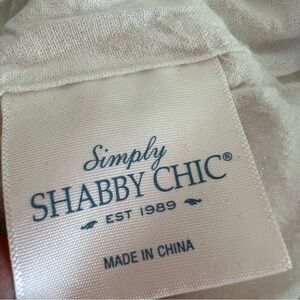 Simply
SHABBY CHIC®
EST 1989
MADE IN CHINA